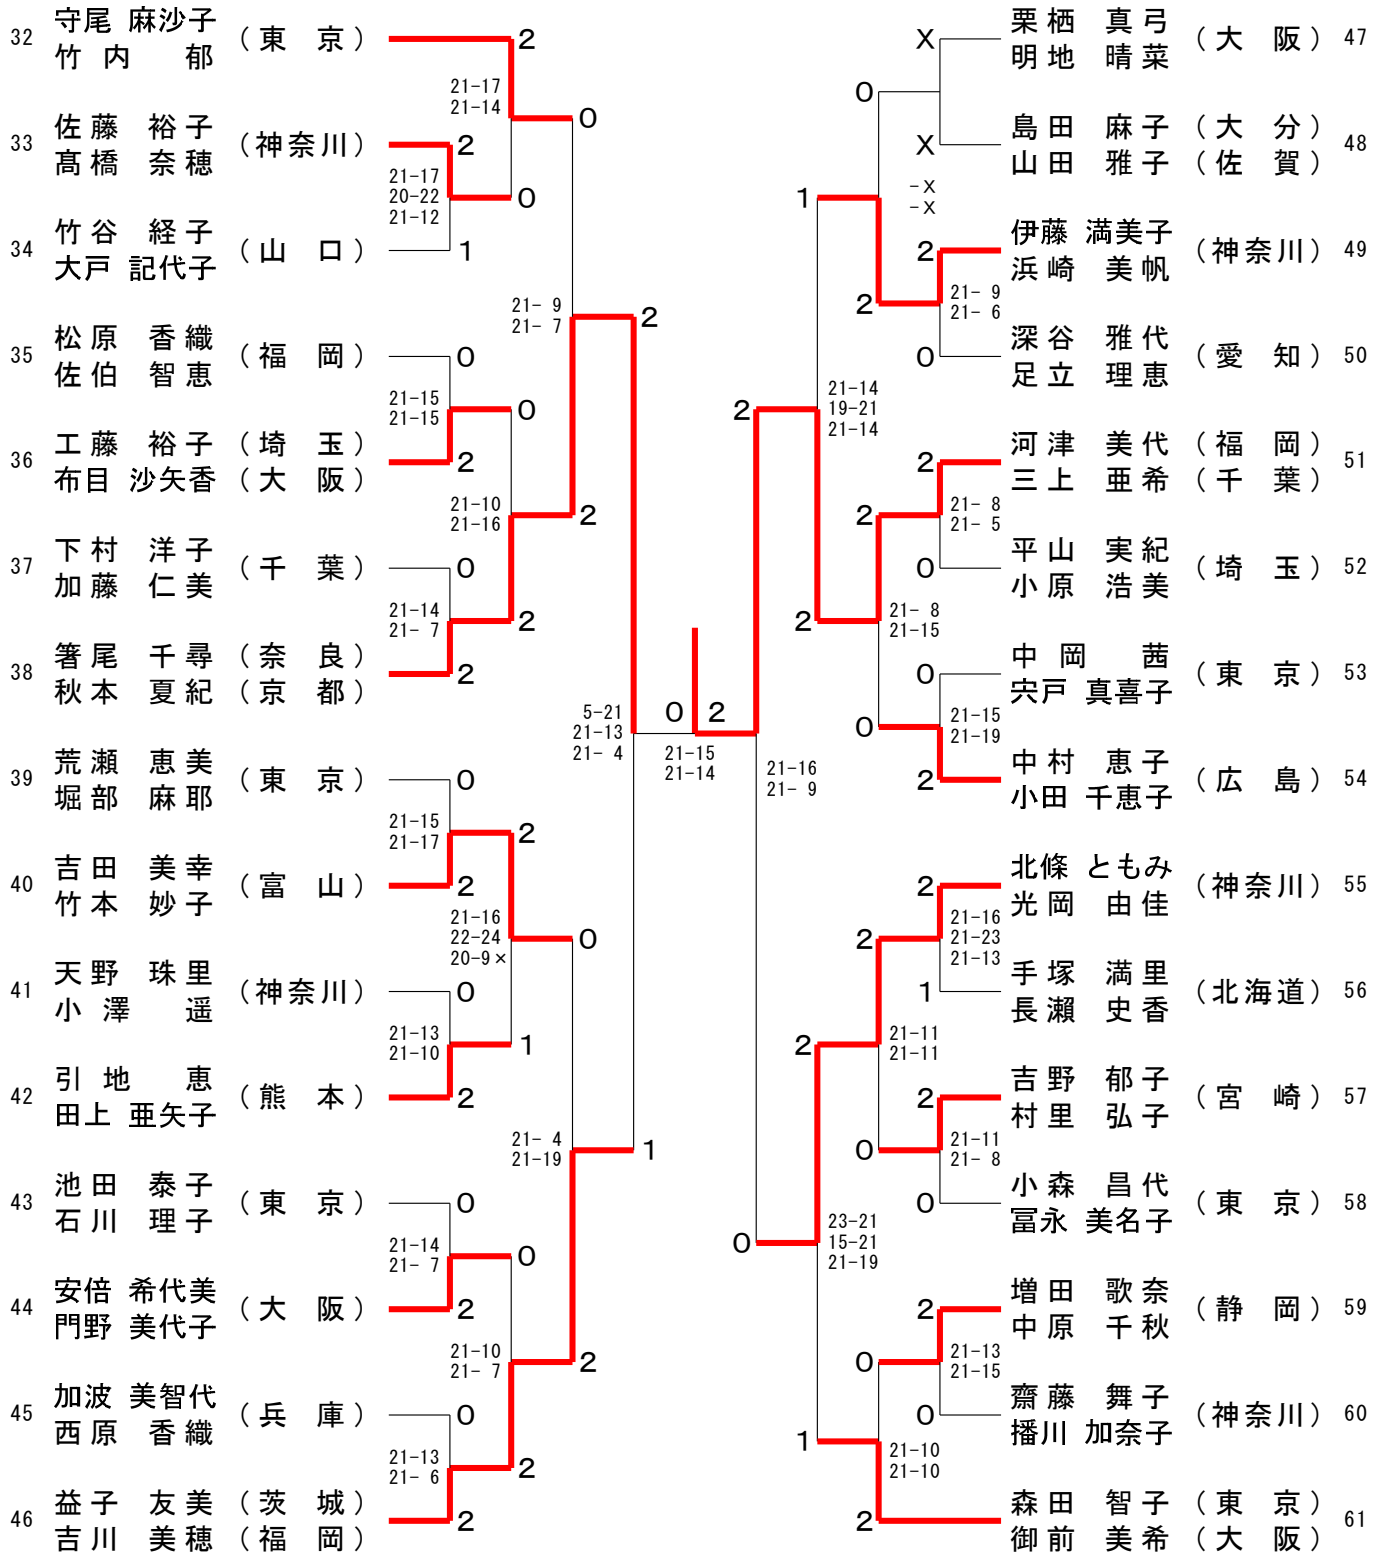 32 守尾 麻沙子 (東 京) 2
竹内 郁
21-17
21-14
0
33 佐藤 裕子 (神奈川) 2
髙橋 奈穂
21-17
20-22
21-12
0
34 竹谷 経子 (山 口) 1
大戸 記代子
21- 9
21- 7
2
35 松原 香織 (福 岡) 0
佐伯 智恵
21-15
21-15
0
36 工藤 裕子 (埼 玉) 2
布目 沙矢香 (大 阪)
21-10
21-16
2
37 下村 洋子 (千 葉) 0
加藤 仁美
21-14
21- 7
2
38 箸尾 千尋 (奈 良) 2
秋本 夏紀 (京 都)
5-21
21-13
21- 4
39 荒瀬 恵美 (東 京) 0
堀部 麻耶
21-15
21-17
2
40 吉田 美幸 (富 山) 2
竹本 妙子
21-16
22-24
20-9×
0
41 天野 珠里 (神奈川) 0
小澤 遥
21-13
21-10
1
42 引地 恵 (熊 本) 2
田上 亜矢子
21- 4
21-19
1
43 池田 泰子 (東 京) 0
石川 理子
21-14
21- 7
0
44 安倍 希代美 (大 阪) 2
門野 美代子
21-10
21- 7
2
45 加波 美智代 (兵 庫) 0
西原 香織
21-13
21- 6
2
46 益子 友美 (茨 城) 2
吉川 美穂 (福 岡)
0 2
21-15
21-14
X 栗栖 真弓 (大 阪) 47
明地 晴菜
0
X 島田 麻子 (大 分) 48
山田 雅子 (佐 賀)
-X
-X
1
2 伊藤 満美子 (神奈川) 49
浜崎 美帆
2
21- 9
21- 6
0 深谷 雅代 (愛 知) 50
足立 理恵
2
21-14
19-21
21-14
2 河津 美代 (福 岡) 51
三上 亜希 (千 葉)
2
21- 8
21- 5
0 平山 実紀 (埼 玉) 52
小原 浩美
2
21- 8
21-15
0 中岡 茜 (東 京) 53
宍戸 真喜子
0
21-15
21-19
2 中村 恵子 (広 島) 54
小田 千恵子
21-16
21- 9
2 北條 ともみ (神奈川) 55
光岡 由佳
2
21-16
21-23
21-13
1 手塚 満里 (北海道) 56
長瀬 史香
2
21-11
21-11
2 吉野 郁子 (宮 崎) 57
村里 弘子
0
21-11
21- 8
0 小森 昌代 (東 京) 58
冨永 美名子
0
23-21
15-21
21-19
2 増田 歌奈 (静 岡) 59
中原 千秋
0
21-13
21-15
0 齋藤 舞子 (神奈川) 60
播川 加奈子
1
21-10
21-10
2 森田 智子 (東 京) 61
御前 美希 (大 阪)